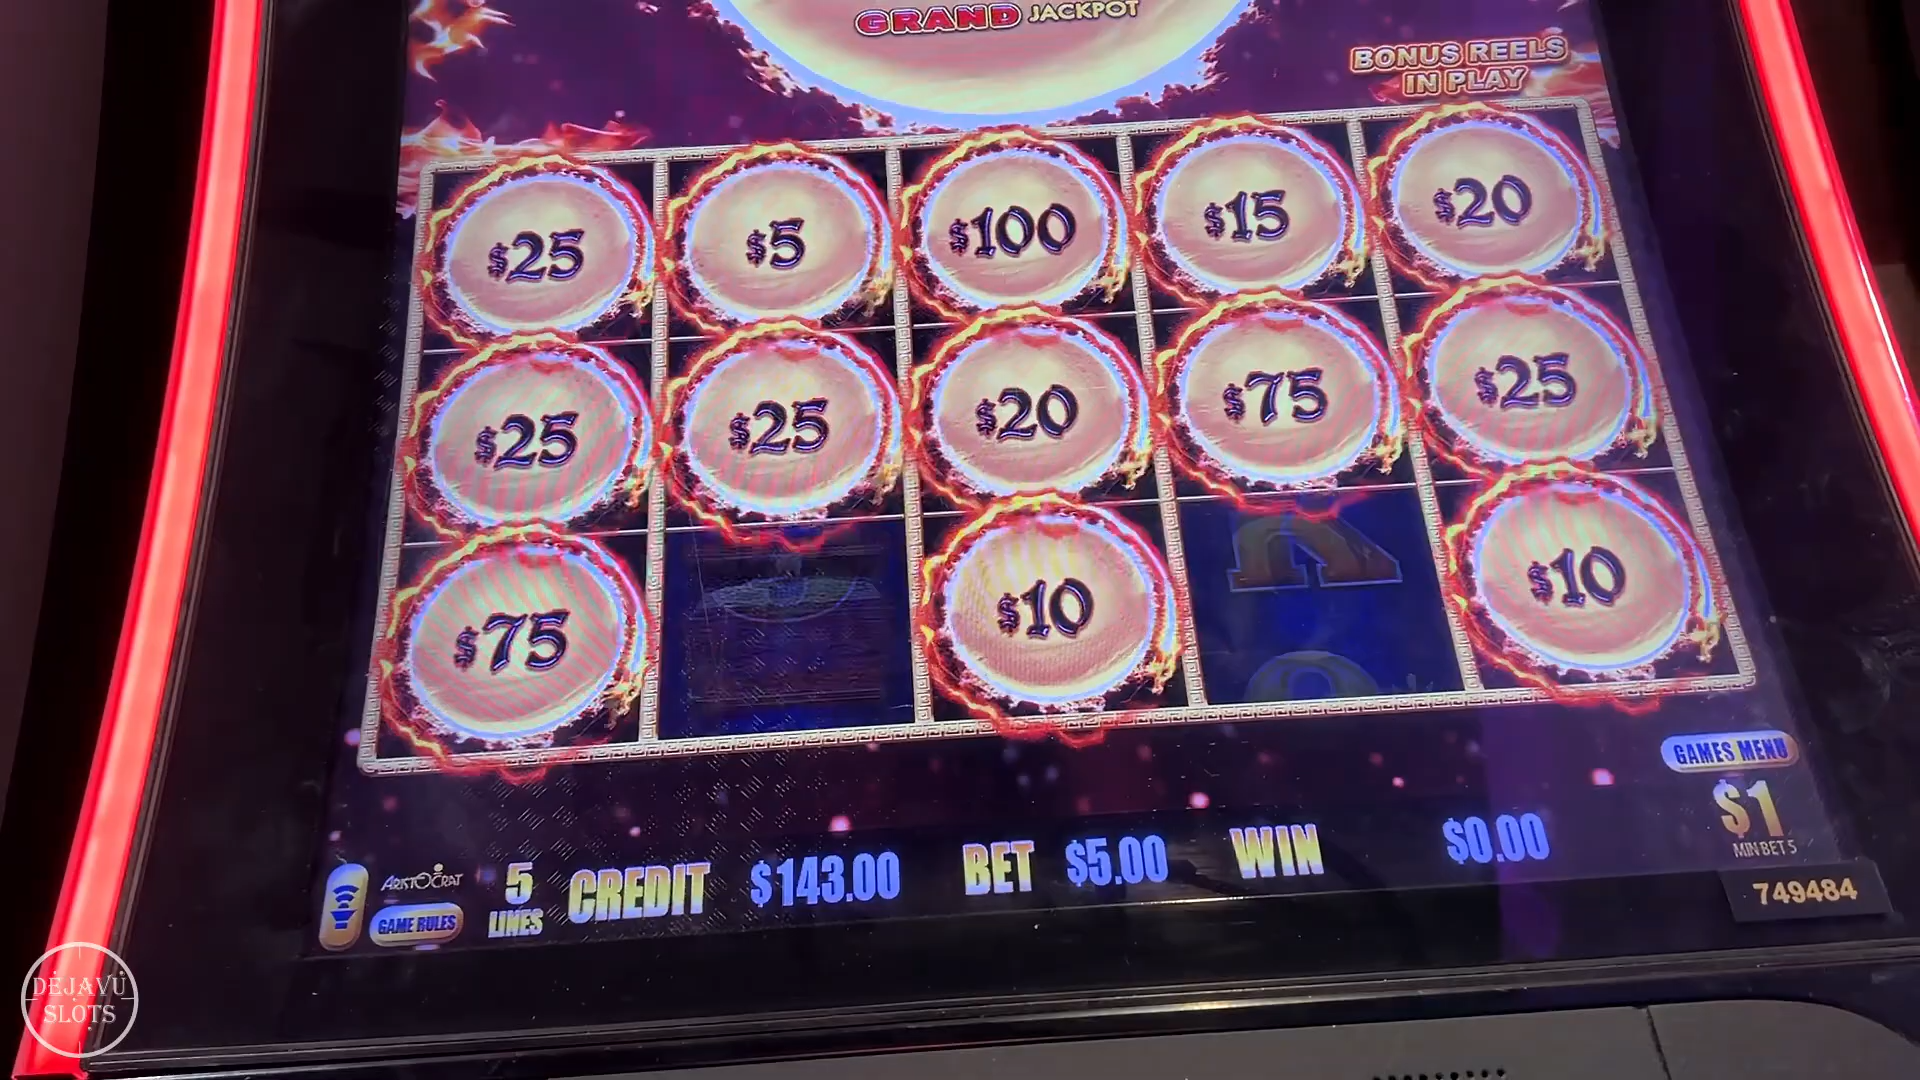 GRAND JACKPOT
BONUS REELS
IN PLAY
$25 $5 $100 $15 $20
$25 $25 $20 $75 $25
$75 $10 $10
GAMES MENU
$1
MIN BET 5
749484
ARISTOCRAT
GAME RULES
5
LINES
CREDIT $143.00 BET $5.00 WIN $0.00
DEJAVU
SLOTS